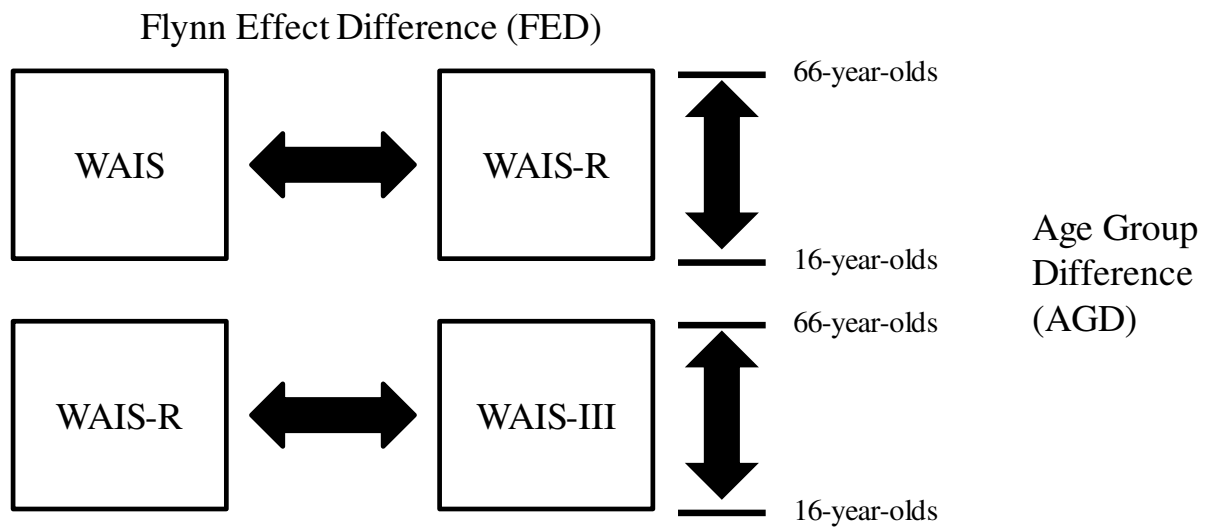 Flynn Effect Difference (FED)
66-year-olds
WAIS
WAIS-R
16-year-olds
Age Group
Difference
(AGD)
66-year-olds
WAIS-R
WAIS-III
16-year-olds